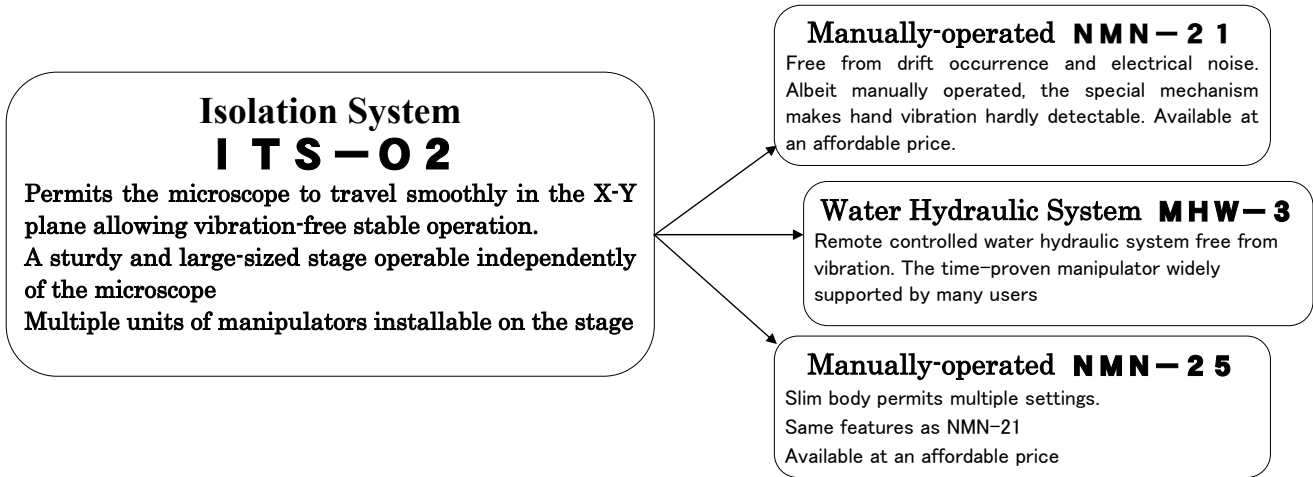 Isolation System
ITS-02
Permits the microscope to travel smoothly in the X-Y
plane allowing vibration-free stable operation.
A sturdy and large-sized stage operable independently
of the microscope
Multiple units of manipulators installable on the stage
Manually-operated NMN-21
Free from drift occurrence and electrical noise.
Albeit manually operated, the special mechanism
makes hand vibration hardly detectable. Available at
an affordable price.
Water Hydraulic System MHW-3
Remote controlled water hydraulic system free from
vibration. The time-proven manipulator widely
supported by many users
Manually-operated NMN-25
Slim body permits multiple settings.
Same features as NMN-21
Available at an affordable price